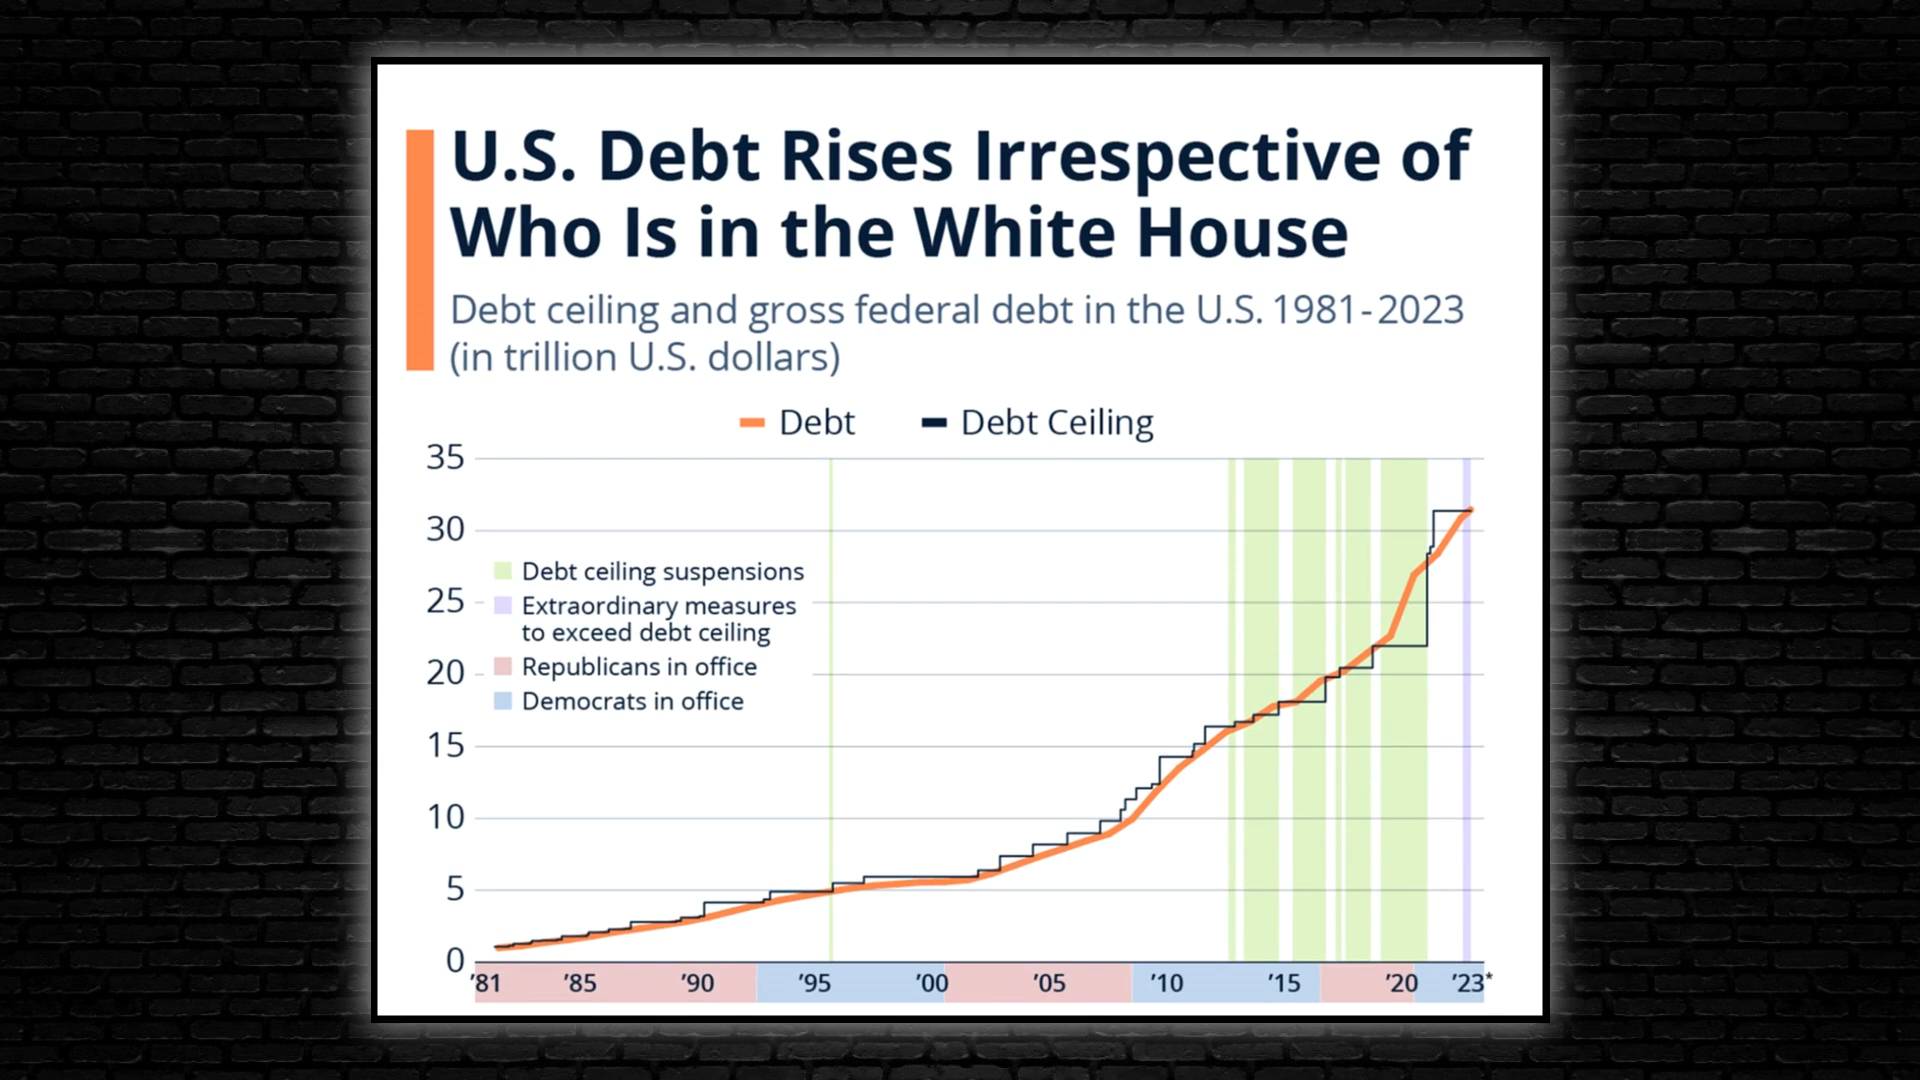 U.S. Debt Rises Irrespective of
Who Is in the White House
Debt ceiling and gross federal debt in the U.S. 1981-2023
(in trillion U.S. dollars)
Debt Debt Ceiling
35
30
25
20
15
10
5
0
Debt ceiling suspensions
Extraordinary measures
to exceed debt ceiling
Republicans in office
Democrats in office
'81 '85 '90 '95 '00 '05 '10 '15 '20 '23*